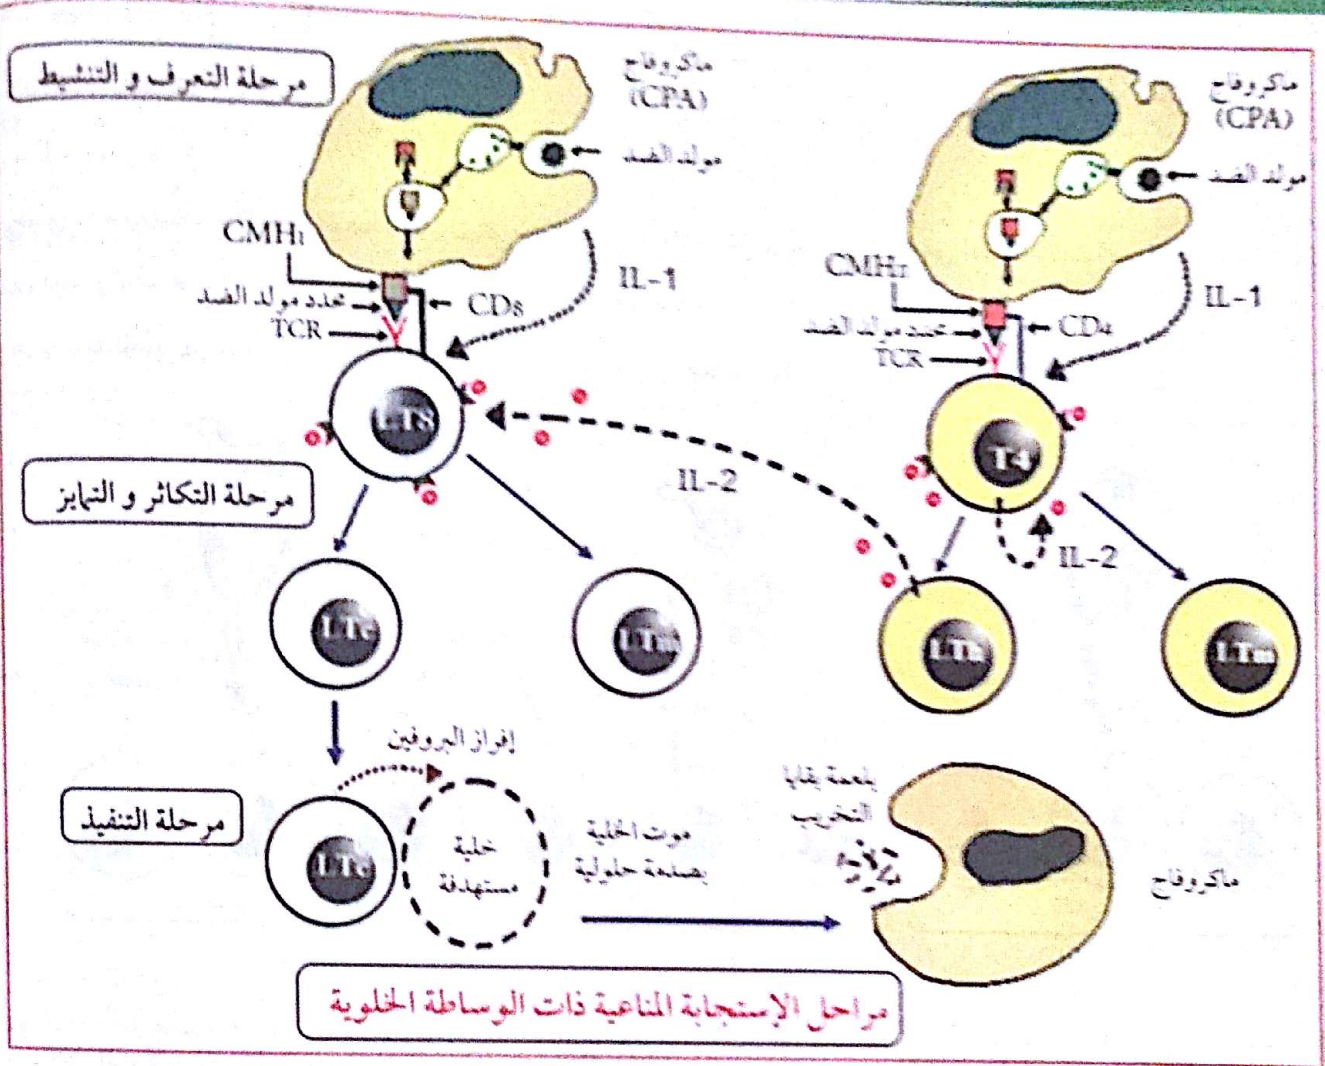 مرحلة التعرف و التنشيط
ماكروفاج
(CPA)
مولد الضد
CMHI
محدد مولد الضد
TCR
CD8
IL-1
LT8
ماكروفاج
(CPA)
مولد الضد
محدد مولد الضد
TCR
CD4
IL-1
T4
مرحلة التكاثر و التمايز
IL-2
IL-2
LTc
LTm
LTh
LTm
مرحلة التنفيذ
إفراز البروفين
LTc
خلية
مستهدفة
موت الخلية
بصدمة حلولية
بلعمة بقايا
التخريب
ماكروفاج
مراحل الإستجابة المناعية ذات الوساطة الخلوية